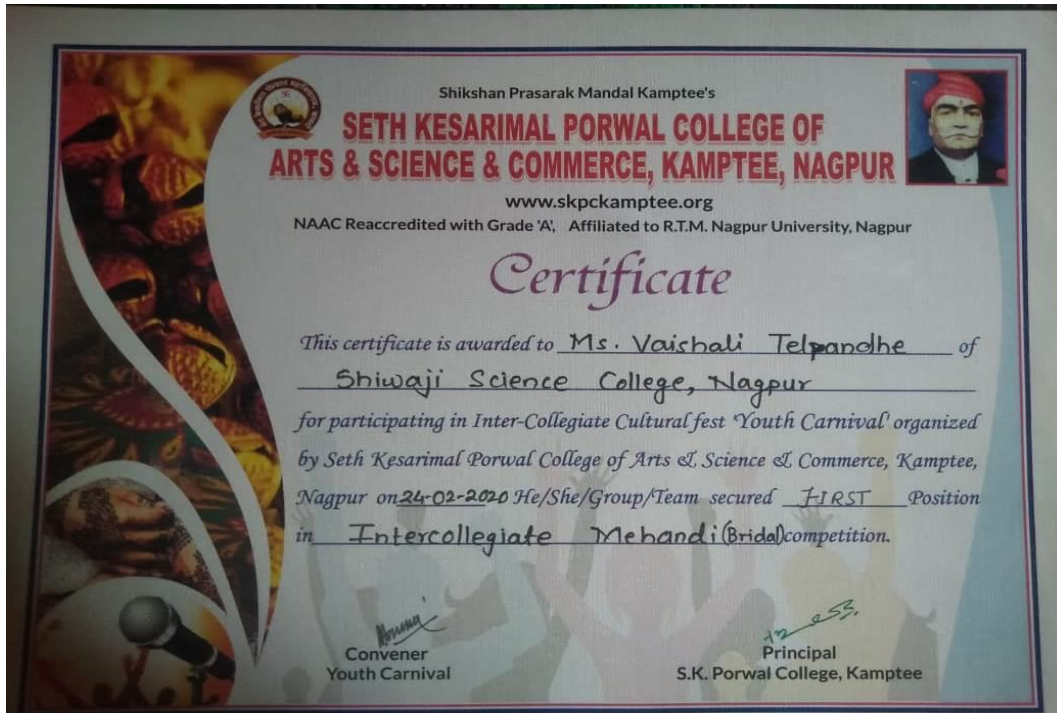 Shikshan Prasarak Mandal Kamptee's
SETH KESARIMAL PORWAL COLLEGE OF
ARTS & SCIENCE & COMMERCE, KAMPTEE, NAGPUR
www.skpckamptee.org
NAAC Reaccredited with Grade 'A', Affiliated to R.T.M. Nagpur University, Nagpur
Certificate
This certificate is awarded to Ms. Vaishali Telpandhe of
Shiwaji Science College, Nagpur
for participating in Inter-Collegiate Cultural fest 'Youth Carnival' organized
by Seth Kesarimal Porwal College of Arts & Science & Commerce, Kamptee,
Nagpur on 24-02-2020 He/She/Group/Team secured FIRST Position
in Intercollegiate Mehandi (Bridal) competition.
Convener
Youth Carnival
Principal
S.K. Porwal College, Kamptee